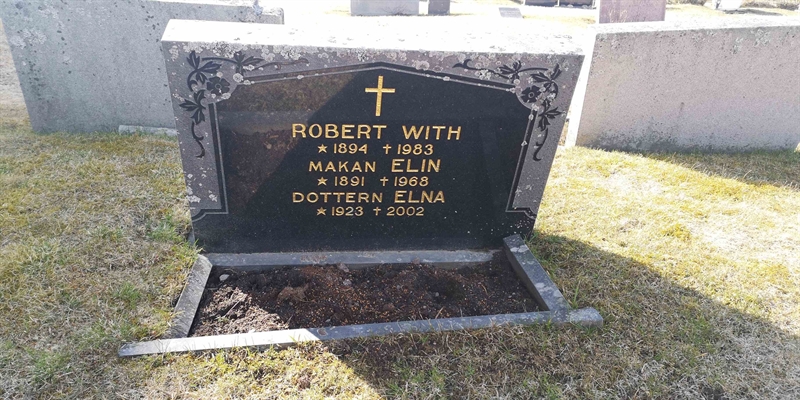 ROBERT WITH
★ 1894 ✝ 1983
MAKAN ELIN
★ 1891 ✝ 1968
DOTTERN ELNA
★ 1923 ✝ 2002